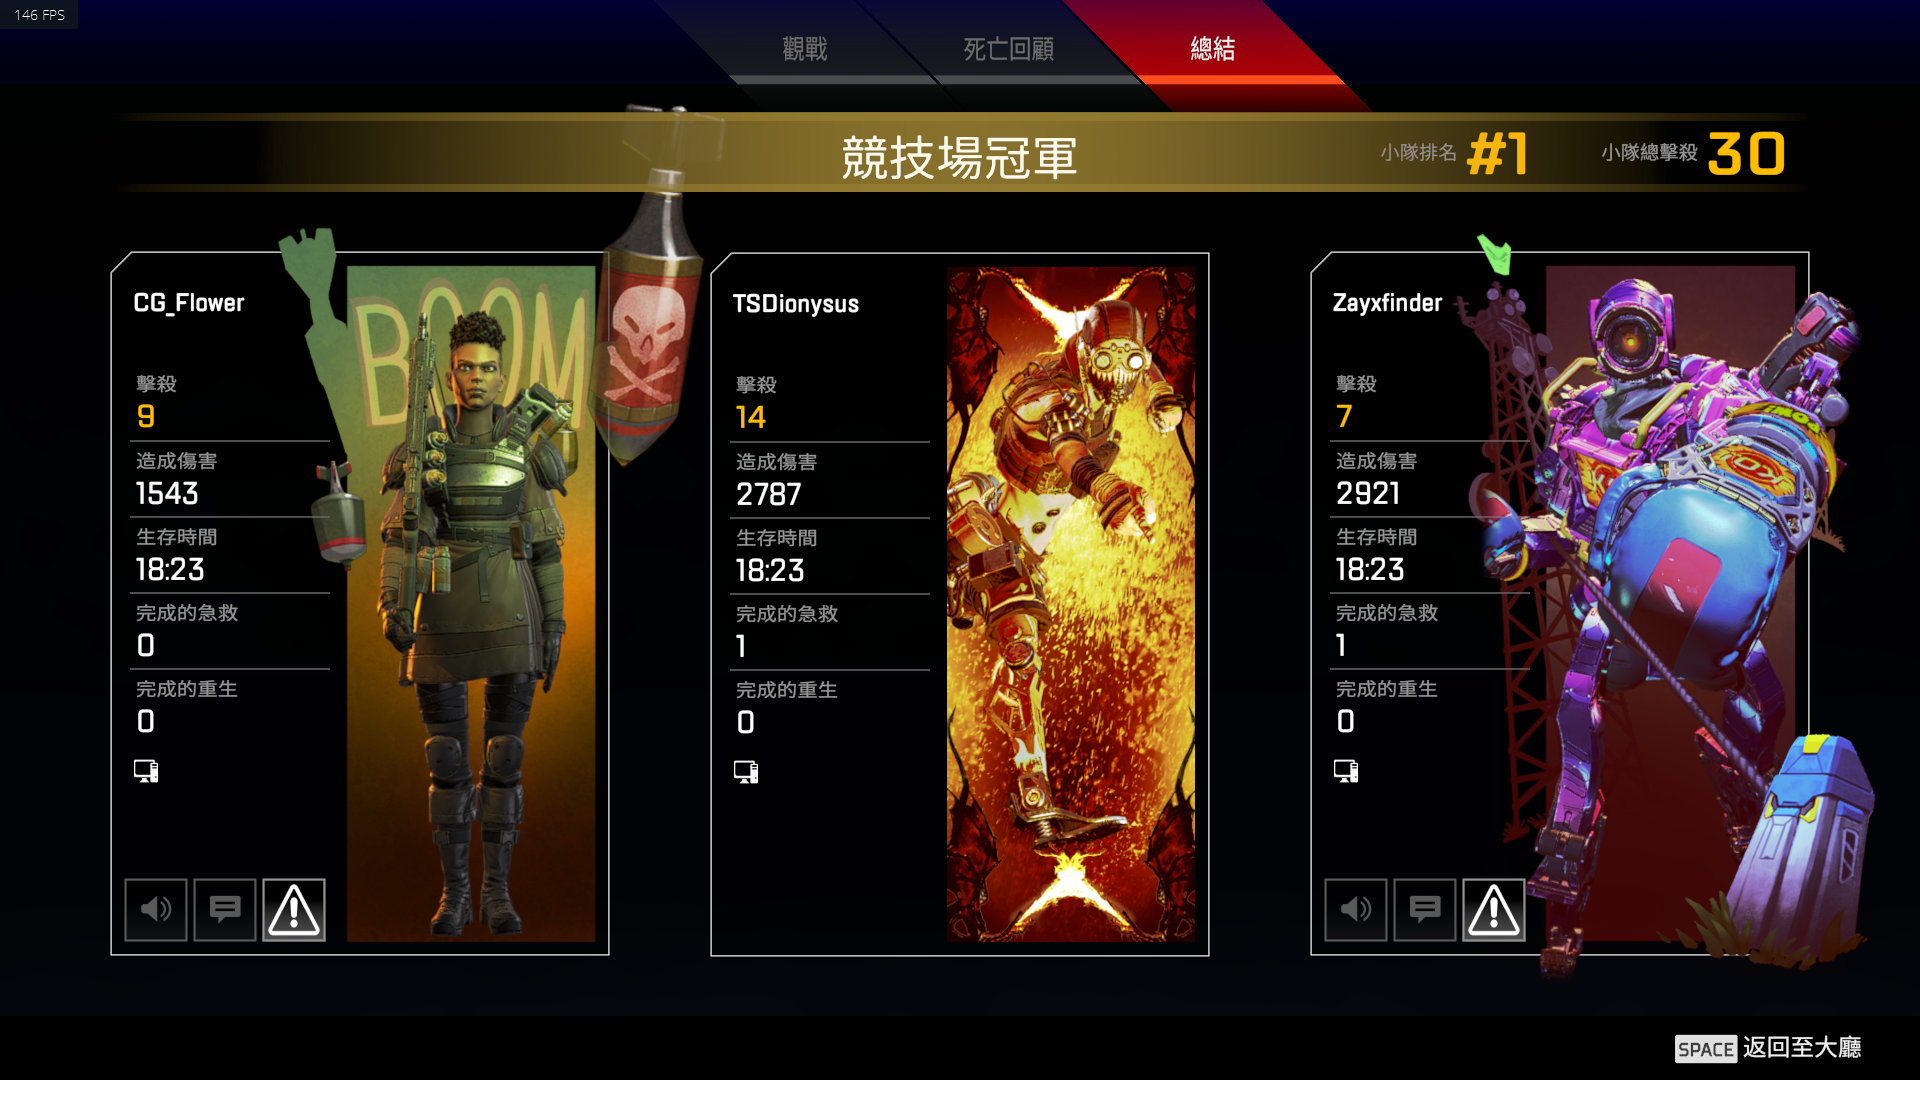 146 FPS
觀戰
死亡回顧
總結
競技場冠軍
小隊排名 #1
小隊總擊殺 30
CG_Flower
擊殺
9
造成傷害
1543
生存時間
18:23
完成的急救
0
完成的重生
0
BOOM
TSDionysus
擊殺
14
造成傷害
2787
生存時間
18:23
完成的急救
1
完成的重生
0
Zayxfinder
擊殺
7
造成傷害
2921
生存時間
18:23
完成的急救
1
完成的重生
0
SPACE 返回至大廳